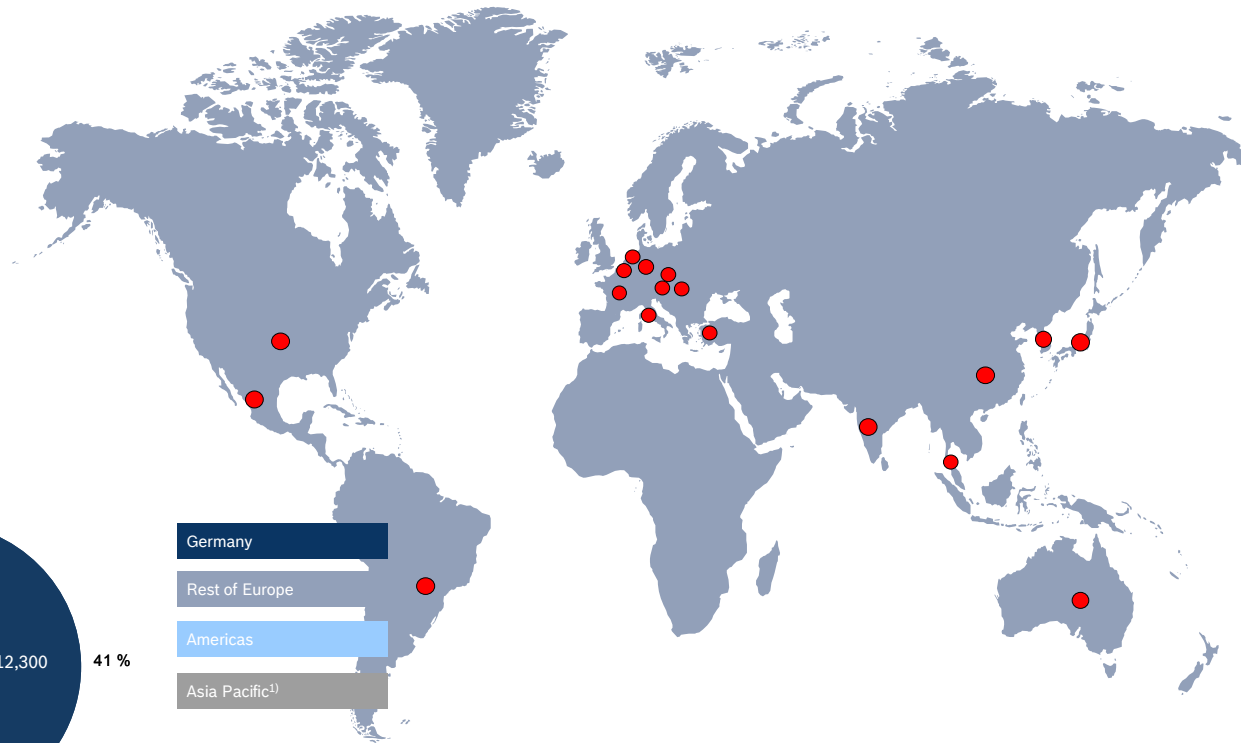 Germany
Rest of Europe
Americas
12,300
41 %
Asia Pacific1)